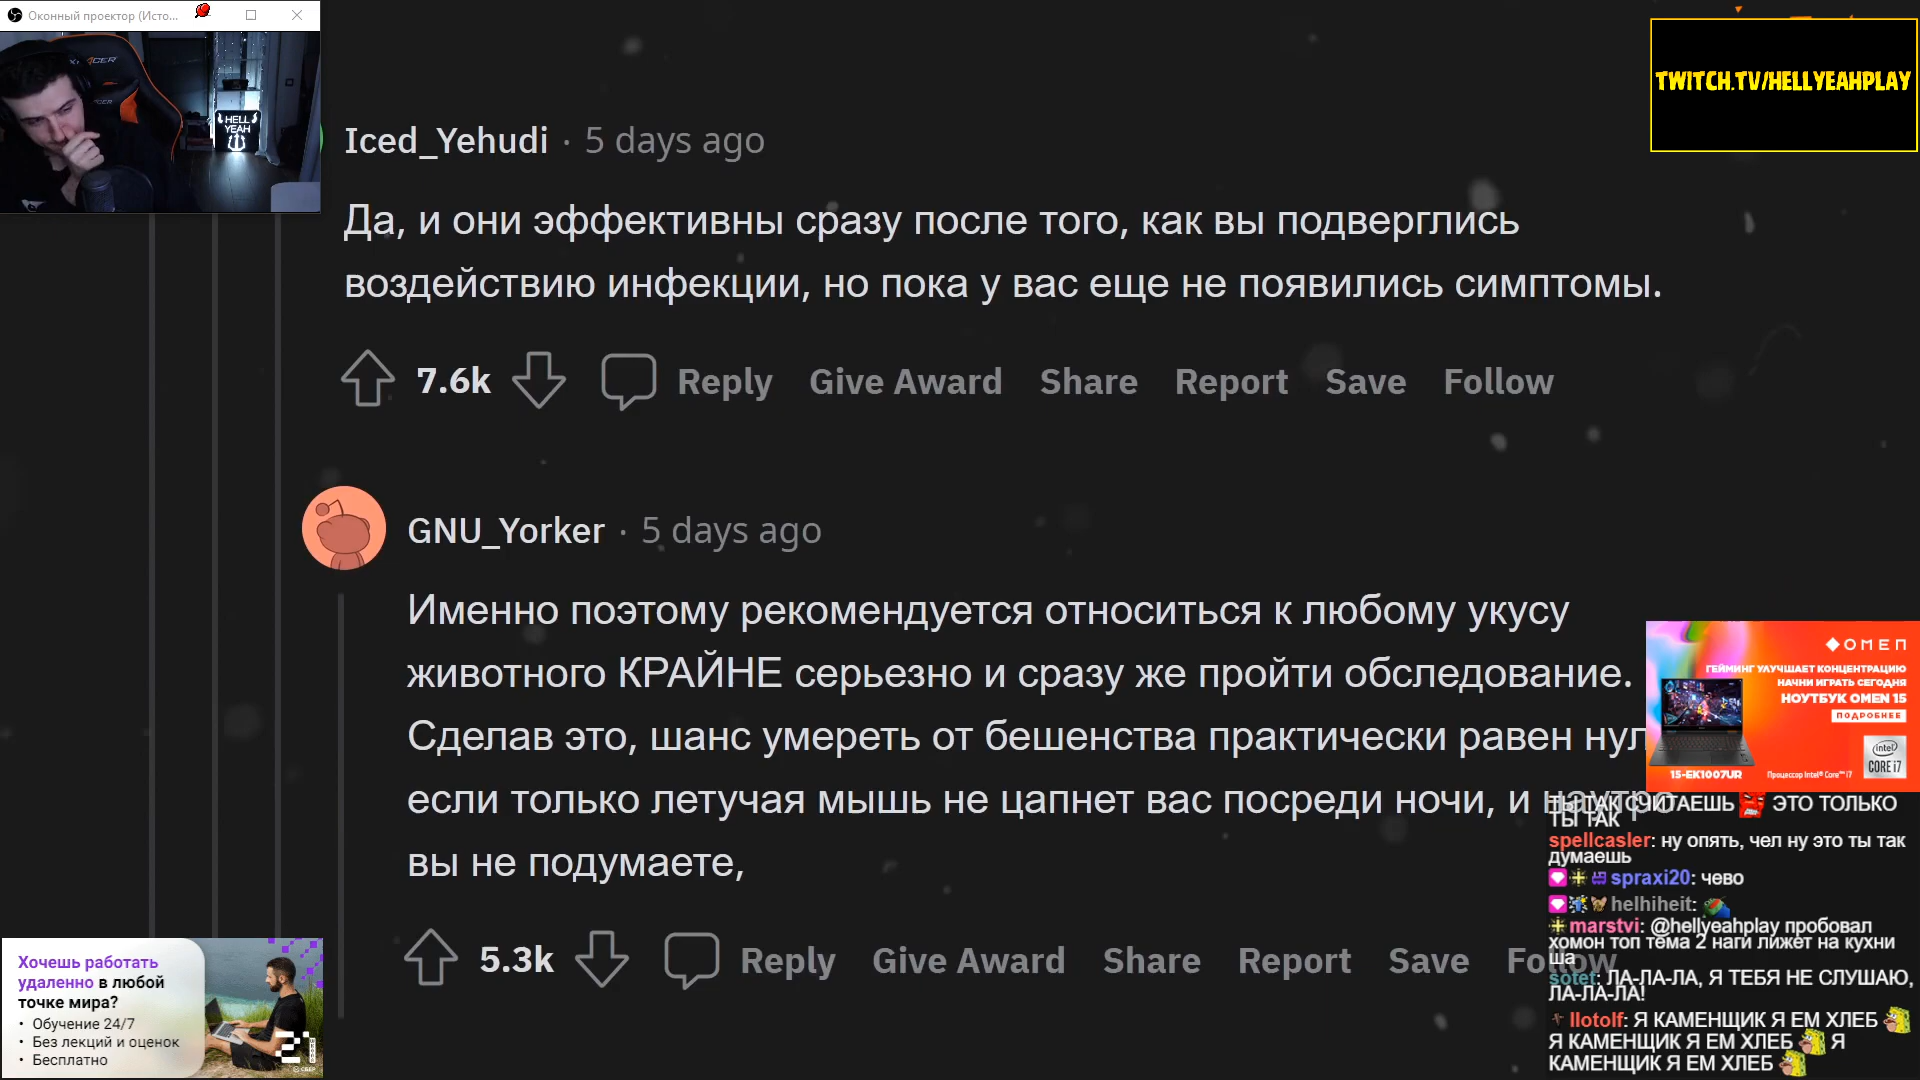 Оконный проектор (Исто...
HELL
YEAH
TWITCH.TV/HELLYEAHPLAY
Iced_Yehudi · 5 days ago
Да, и они эффективны сразу после того, как вы подверглись
воздействию инфекции, но пока у вас еще не появились симптомы.
7.6k Reply Give Award Share Report Save Follow
GNU_Yorker · 5 days ago
Именно поэтому рекомендуется относиться к любому укусу
животного КРАЙНЕ серьезно и сразу же пройти обследование.
Сделав это, шанс умереть от бешенства практически равен нул
если только летучая мышь не цапнет вас посреди ночи, и наутро
вы не подумаете,
5.3k Reply Give Award Share Report Save Follow
OMEN
ГЕЙМИНГ УЛУЧШАЕТ КОНЦЕНТРАЦИЮ
НАЧНИ ИГРАТЬ СЕГОДНЯ
НОУТБУК OMEN 15
ПОДРОБНЕЕ
intel
CORE i7
15-EK1007UR Процессор Intel® Core™ i7
ТЫ ТАК СЧИТАЕШЬ ЭТО ТОЛЬКО
ТЫ ТАК
spellcasler: ну опять, чел ну это ты так
думаешь
spraxi20: чево
helhiheit:
marstvi: @hellyeahplay пробовал
хомон топ тема 2 наги лижет на кухни
ша
sotef: ЛА-ЛА-ЛА, Я ТЕБЯ НЕ СЛУШАЮ,
ЛА-ЛА-ЛА!
llotolf: Я КАМЕНЩИК Я ЕМ ХЛЕБ
Я КАМЕНЩИК Я ЕМ ХЛЕБ Я
КАМЕНЩИК Я ЕМ ХЛЕБ
Хочешь работать
удаленно в любой
точке мира?
• Обучение 24/7
• Без лекций и оценок
• Бесплатно
21